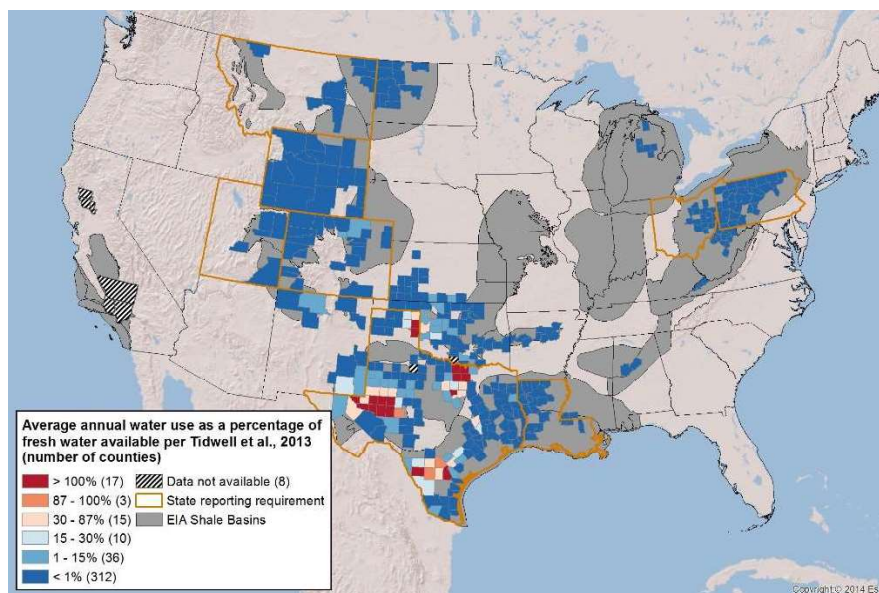 Average annual water use as a percentage of
fresh water available per Tidwell et al., 2013
(number of counties)
> 100% (17)
87 - 100% (3)
30 - 87% (15)
15 - 30% (10)
1 - 15% (36)
< 1% (312)
Data not available (8)
State reporting requirement
EIA Shale Basins
Copyright:© 2014 Es